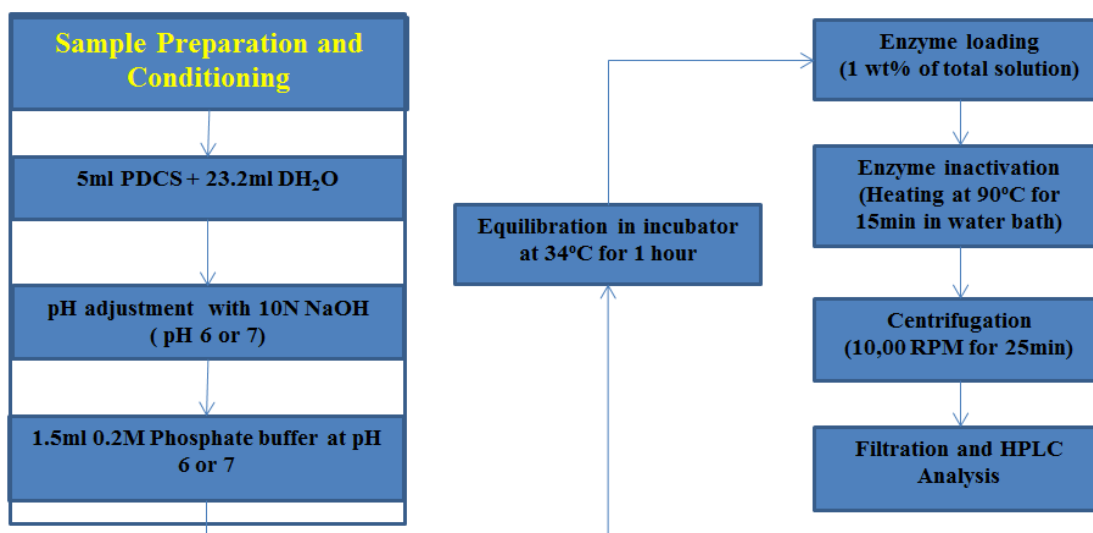 Sample Preparation and
Conditioning
5ml PDCS + 23.2ml DH₂O
pH adjustment with 10N NaOH
( pH 6 or 7)
1.5ml 0.2M Phosphate buffer at pH
6 or 7
Equilibration in incubator
at 34ºC for 1 hour
Enzyme loading
(1 wt% of total solution)
Enzyme inactivation
(Heating at 90ºC for
15min in water bath)
Centrifugation
(10,00 RPM for 25min)
Filtration and HPLC
Analysis